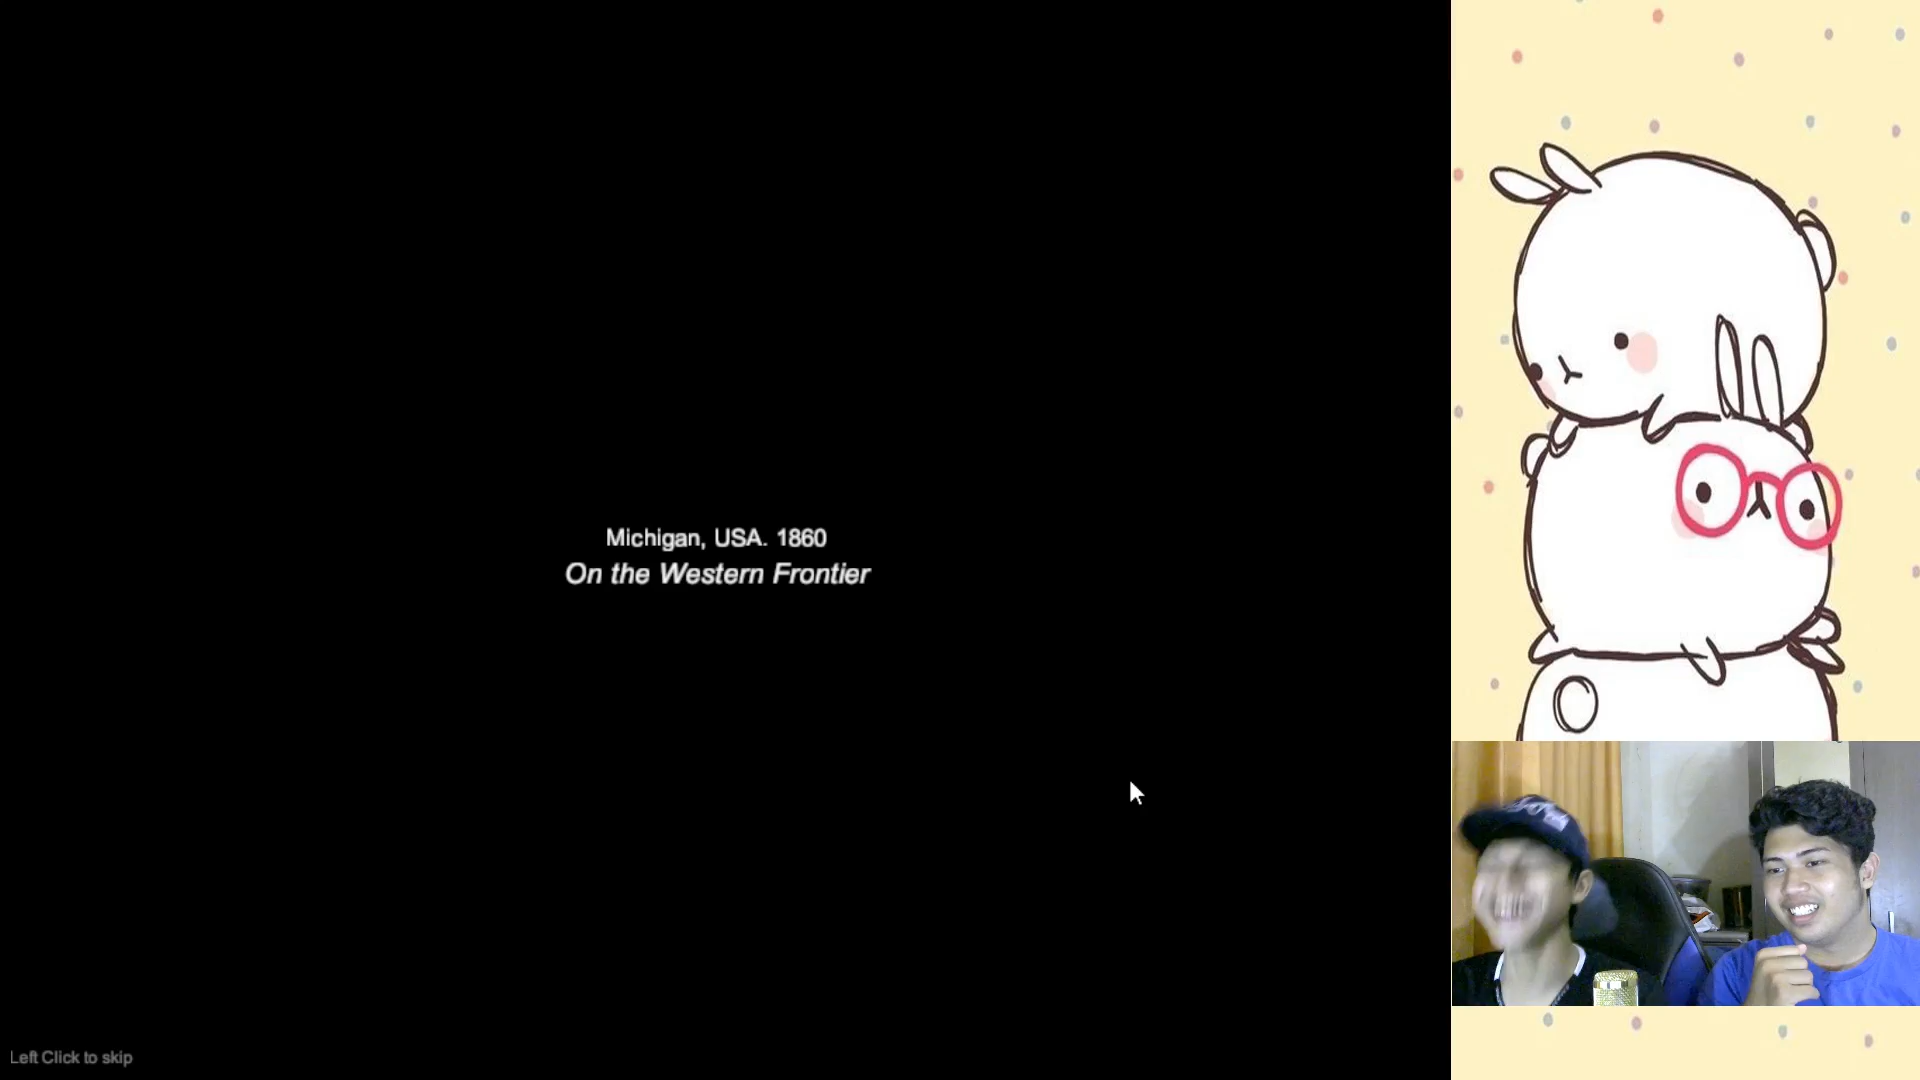 Michigan, USA. 1860
On the Western Frontier
Left Click to skip